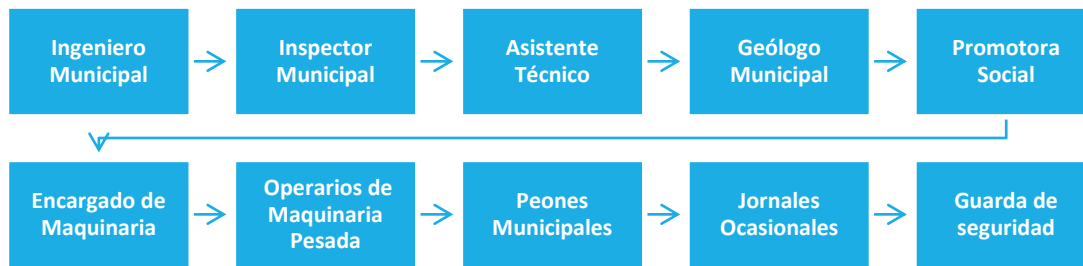 Ingeniero
Municipal
Inspector
Municipal
Asistente
Técnico
Geólogo
Municipal
Promotora
Social
Encargado de
Maquinaria
Operarios de
Maquinaria
Pesada
Peones
Municipales
Jornales
Ocasionales
Guarda de
seguridad